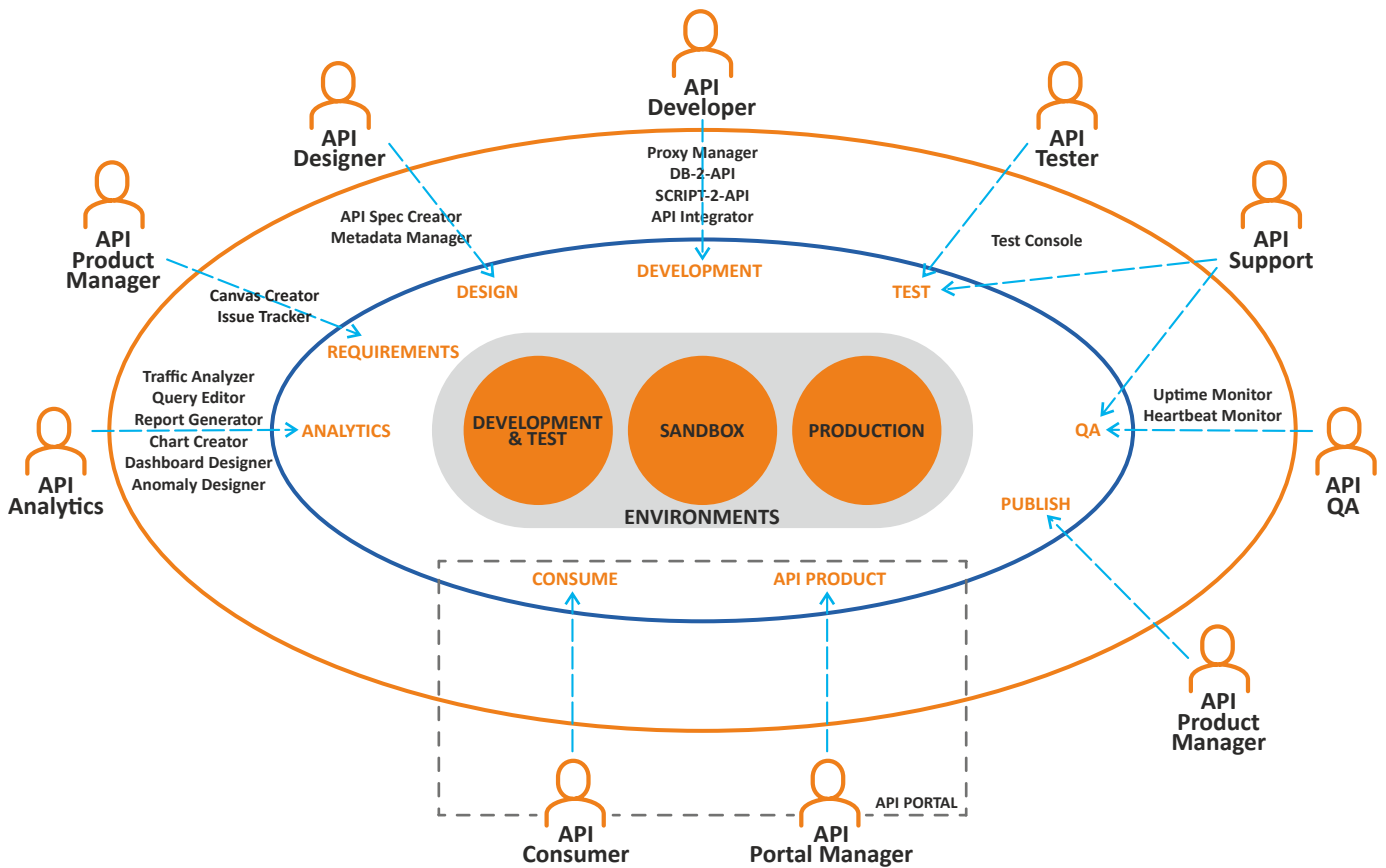 API
Developer
API
Designer
API
Tester
API
Product
Manager
API
Support
Proxy Manager
DB-2-API
SCRIPT-2-API
API Integrator
API Spec Creator
Metadata Manager
Test Console
DEVELOPMENT
DESIGN
TEST
Canvas Creator
Issue Tracker
REQUIREMENTS
Traffic Analyzer
Query Editor
Report Generator
Chart Creator
Dashboard Designer
Anomaly Designer
ANALYTICS
API
Analytics
DEVELOPMENT
& TEST
SANDBOX
PRODUCTION
ENVIRONMENTS
Uptime Monitor
Heartbeat Monitor
QA
API
QA
PUBLISH
CONSUME
API PRODUCT
API
Product
Manager
API PORTAL
API
Consumer
API
Portal Manager